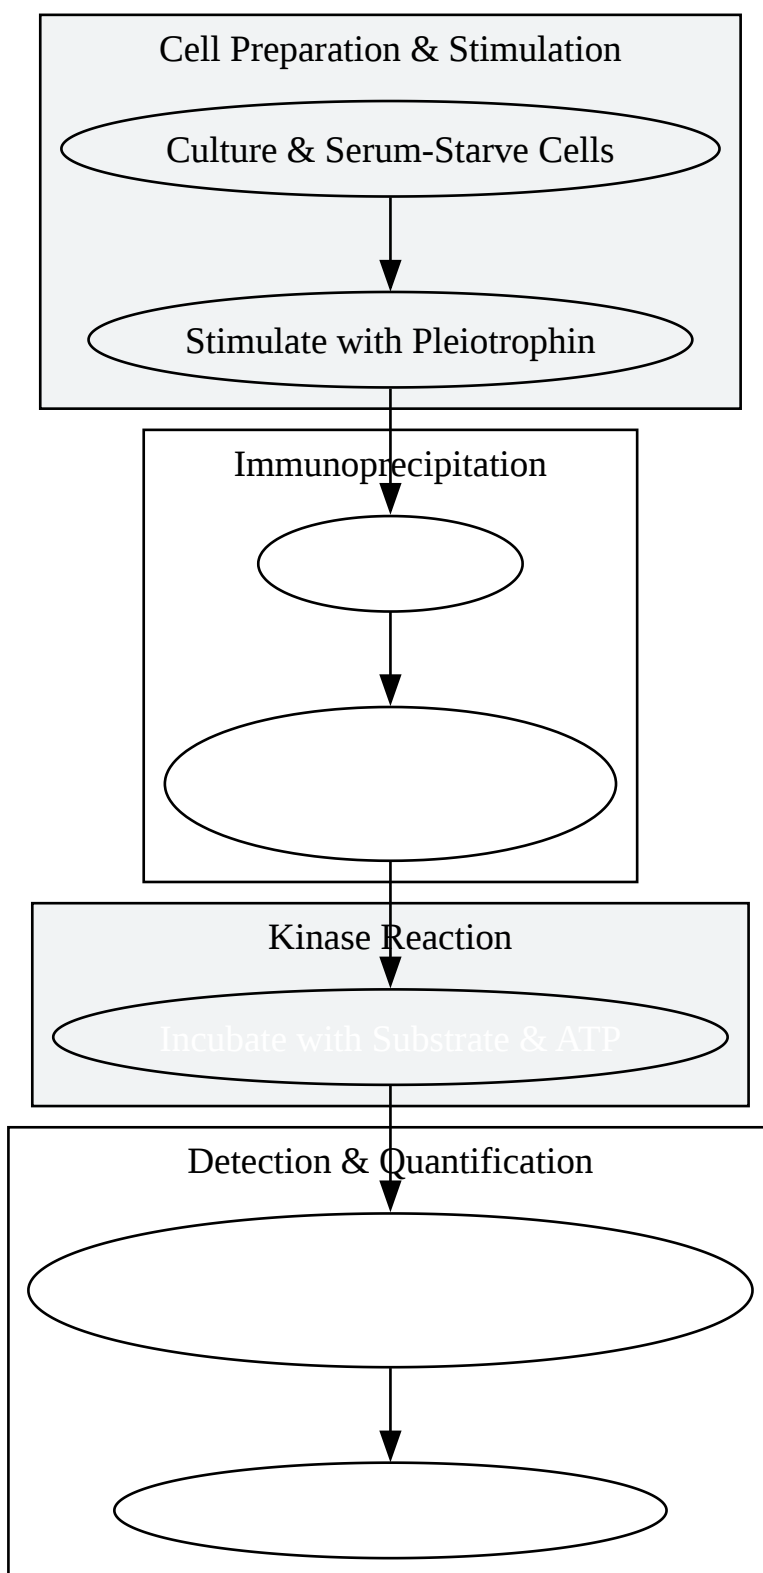 Cell Preparation & Stimulation
Culture & Serum-Starve Cells
Stimulate with Pleiotrophin
Immunoprecipitation
Kinase Reaction
Incubate with Substrate & ATP
Detection & Quantification